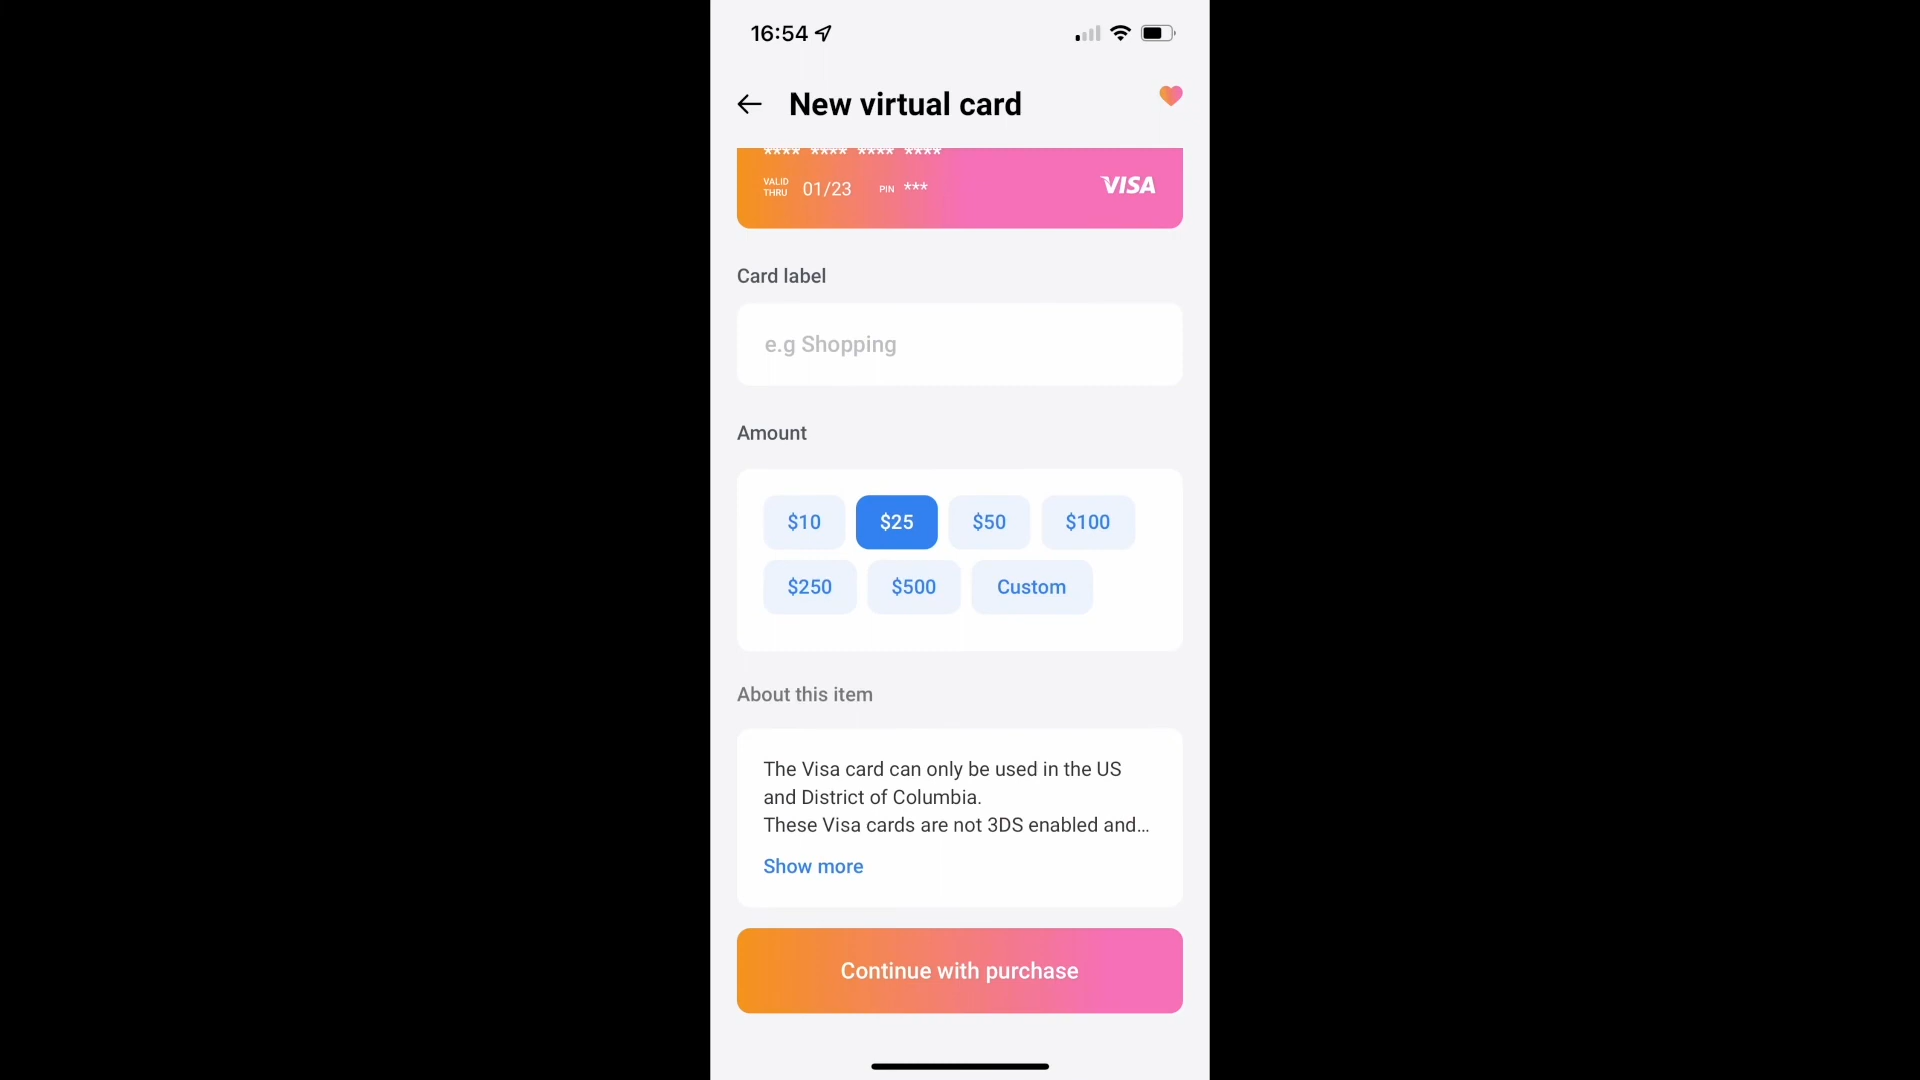 16:54
New virtual card
**** **** **** ****
VALID THRU 01/23 PIN *** VISA
Card label
e.g Shopping
Amount
$10 $25 $50 $100
$250 $500 Custom
About this item
The Visa card can only be used in the US
and District of Columbia.
These Visa cards are not 3DS enabled and...
Show more
Continue with purchase